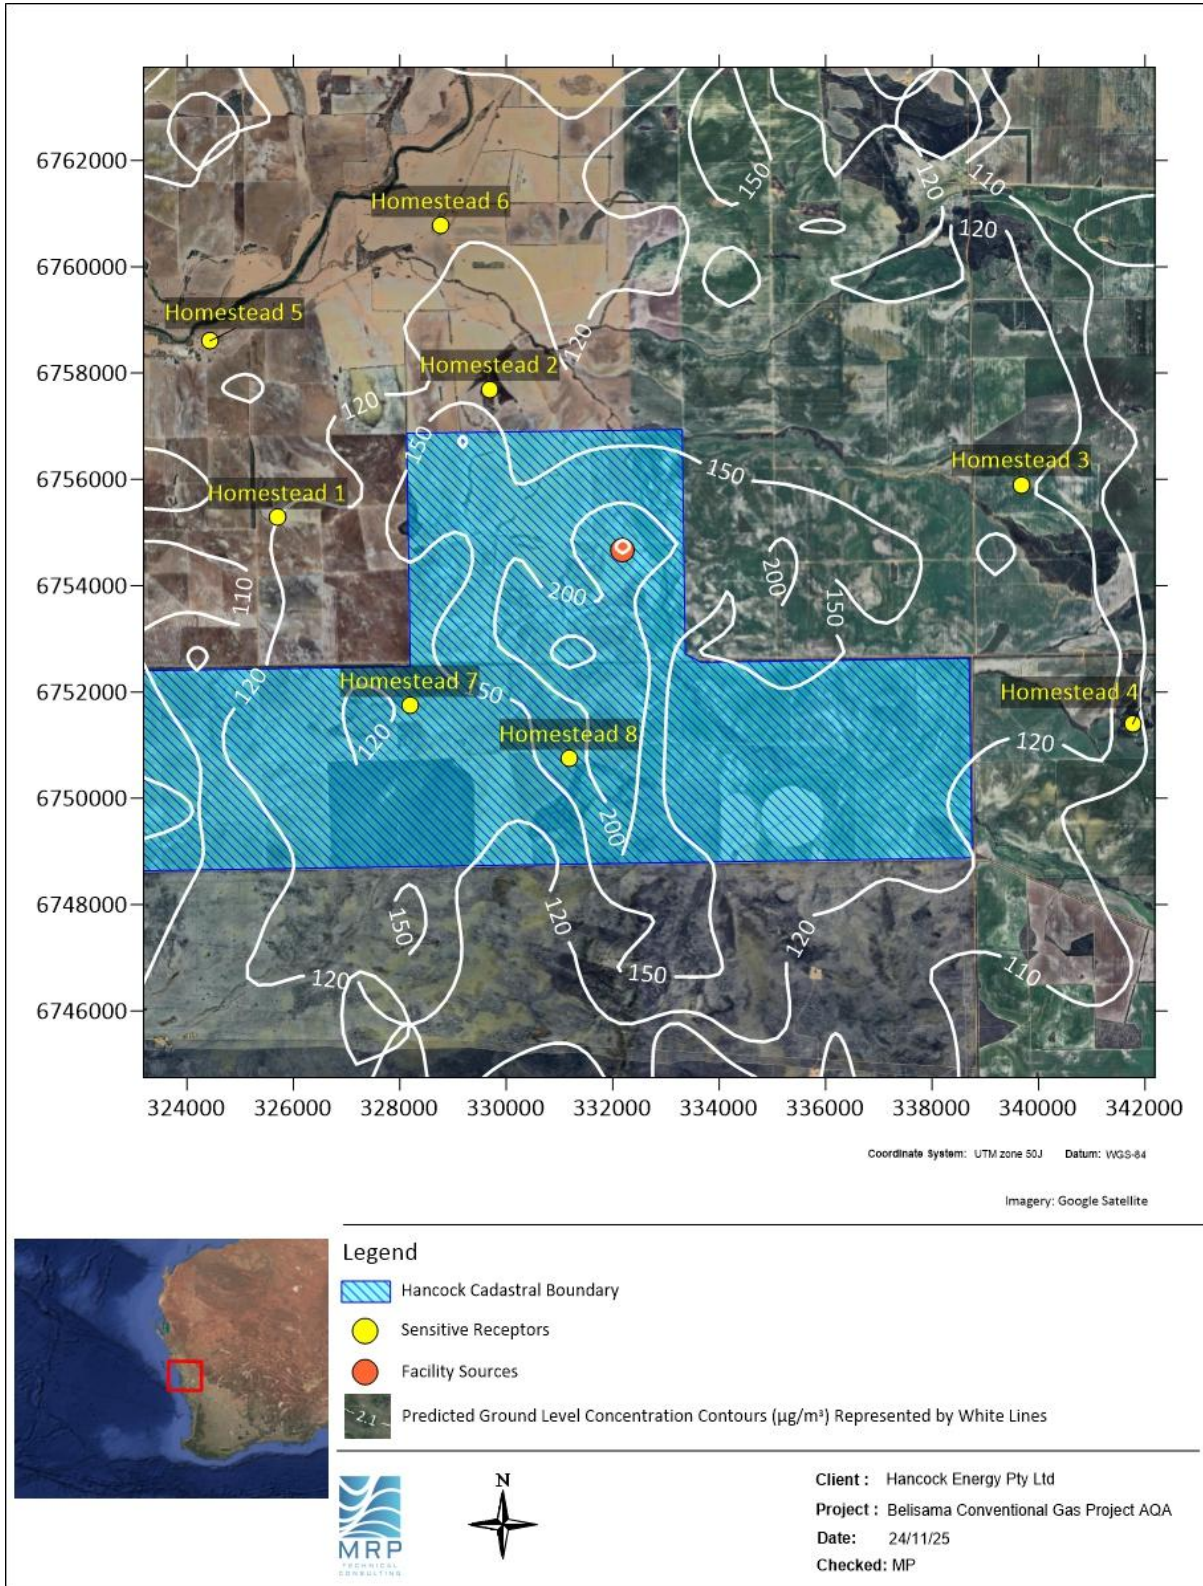 6762000
6760000
6758000
6756000
6754000
6752000
6750000
6748000
6746000
324000 326000 328000 330000 332000 334000 336000 338000 340000 342000
Homestead 6
Homestead 5
Homestead 2
Homestead 3
Homestead 1
Homestead 7
Homestead 4
Homestead 8
150
120
110
120
120
120
150
150
110
200
200
150
120
150
120
120
200
150
120
120
120
150
110
Coordinate System: UTM zone 50J Datum: WGS-84
Imagery: Google Satellite
Legend
Hancock Cadastral Boundary
Sensitive Receptors
Facility Sources
2.1
Predicted Ground Level Concentration Contours (µg/m³) Represented by White Lines
MRP
TECHNICAL
CONSULTING
N
Client : Hancock Energy Pty Ltd
Project : Belisama Conventional Gas Project AQA
Date: 24/11/25
Checked: MP